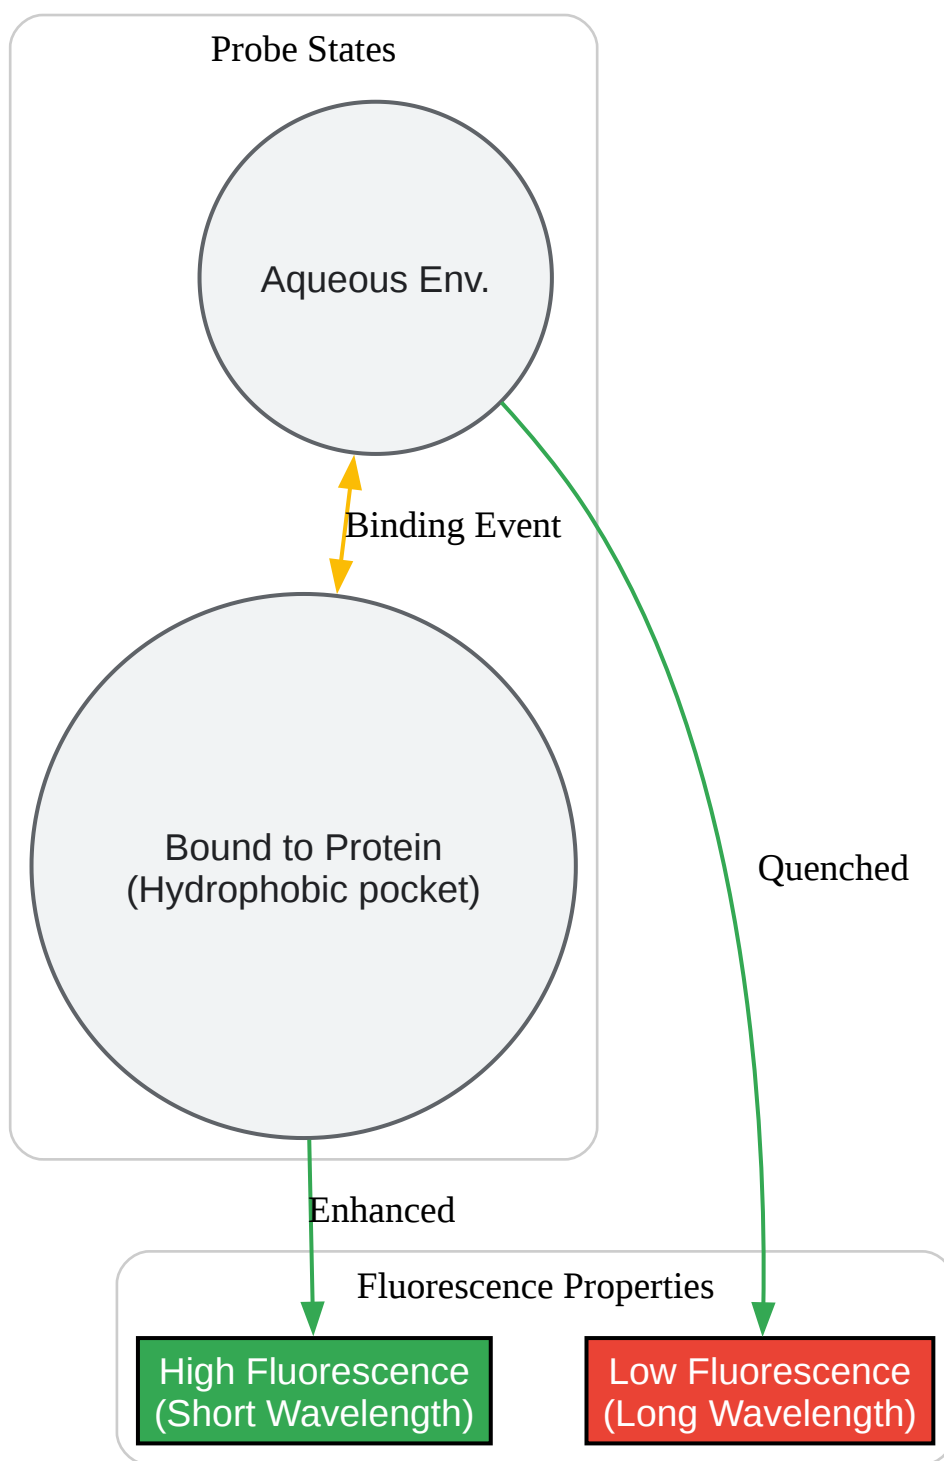 Probe States
Aqueous Env.
Binding Event
Bound to Protein
(Hydrophobic pocket)
Quenched
Enhanced
Fluorescence Properties
High Fluorescence
(Short Wavelength)
Low Fluorescence
(Long Wavelength)